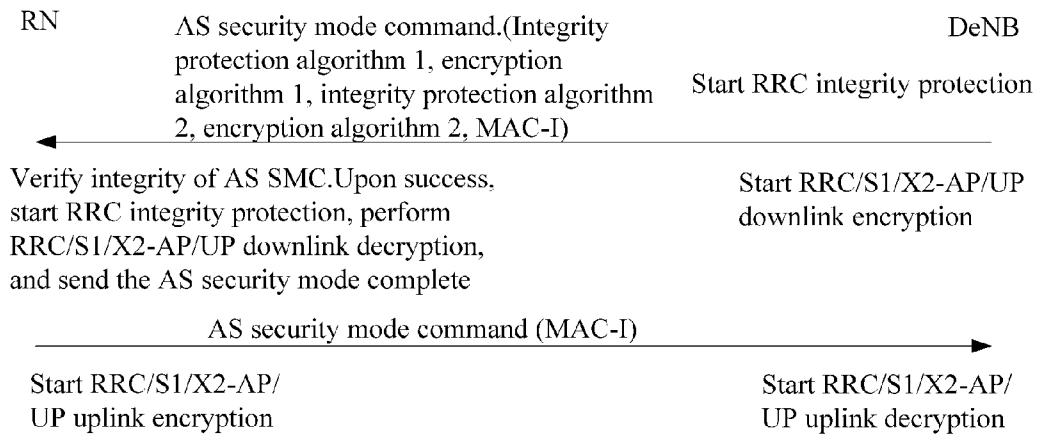 RN
AS security mode command.(Integrity
protection algorithm 1, encryption
algorithm 1, integrity protection algorithm
2, encryption algorithm 2, MAC-I)
DeNB
Start RRC integrity protection
Verify integrity of AS SMC.Upon success,
start RRC integrity protection, perform
RRC/S1/X2-AP/UP downlink decryption,
and send the AS security mode complete
Start RRC/S1/X2-AP/UP
downlink encryption
AS security mode command (MAC-I)
Start RRC/S1/X2-AP/
UP uplink encryption
Start RRC/S1/X2-AP/
UP uplink decryption